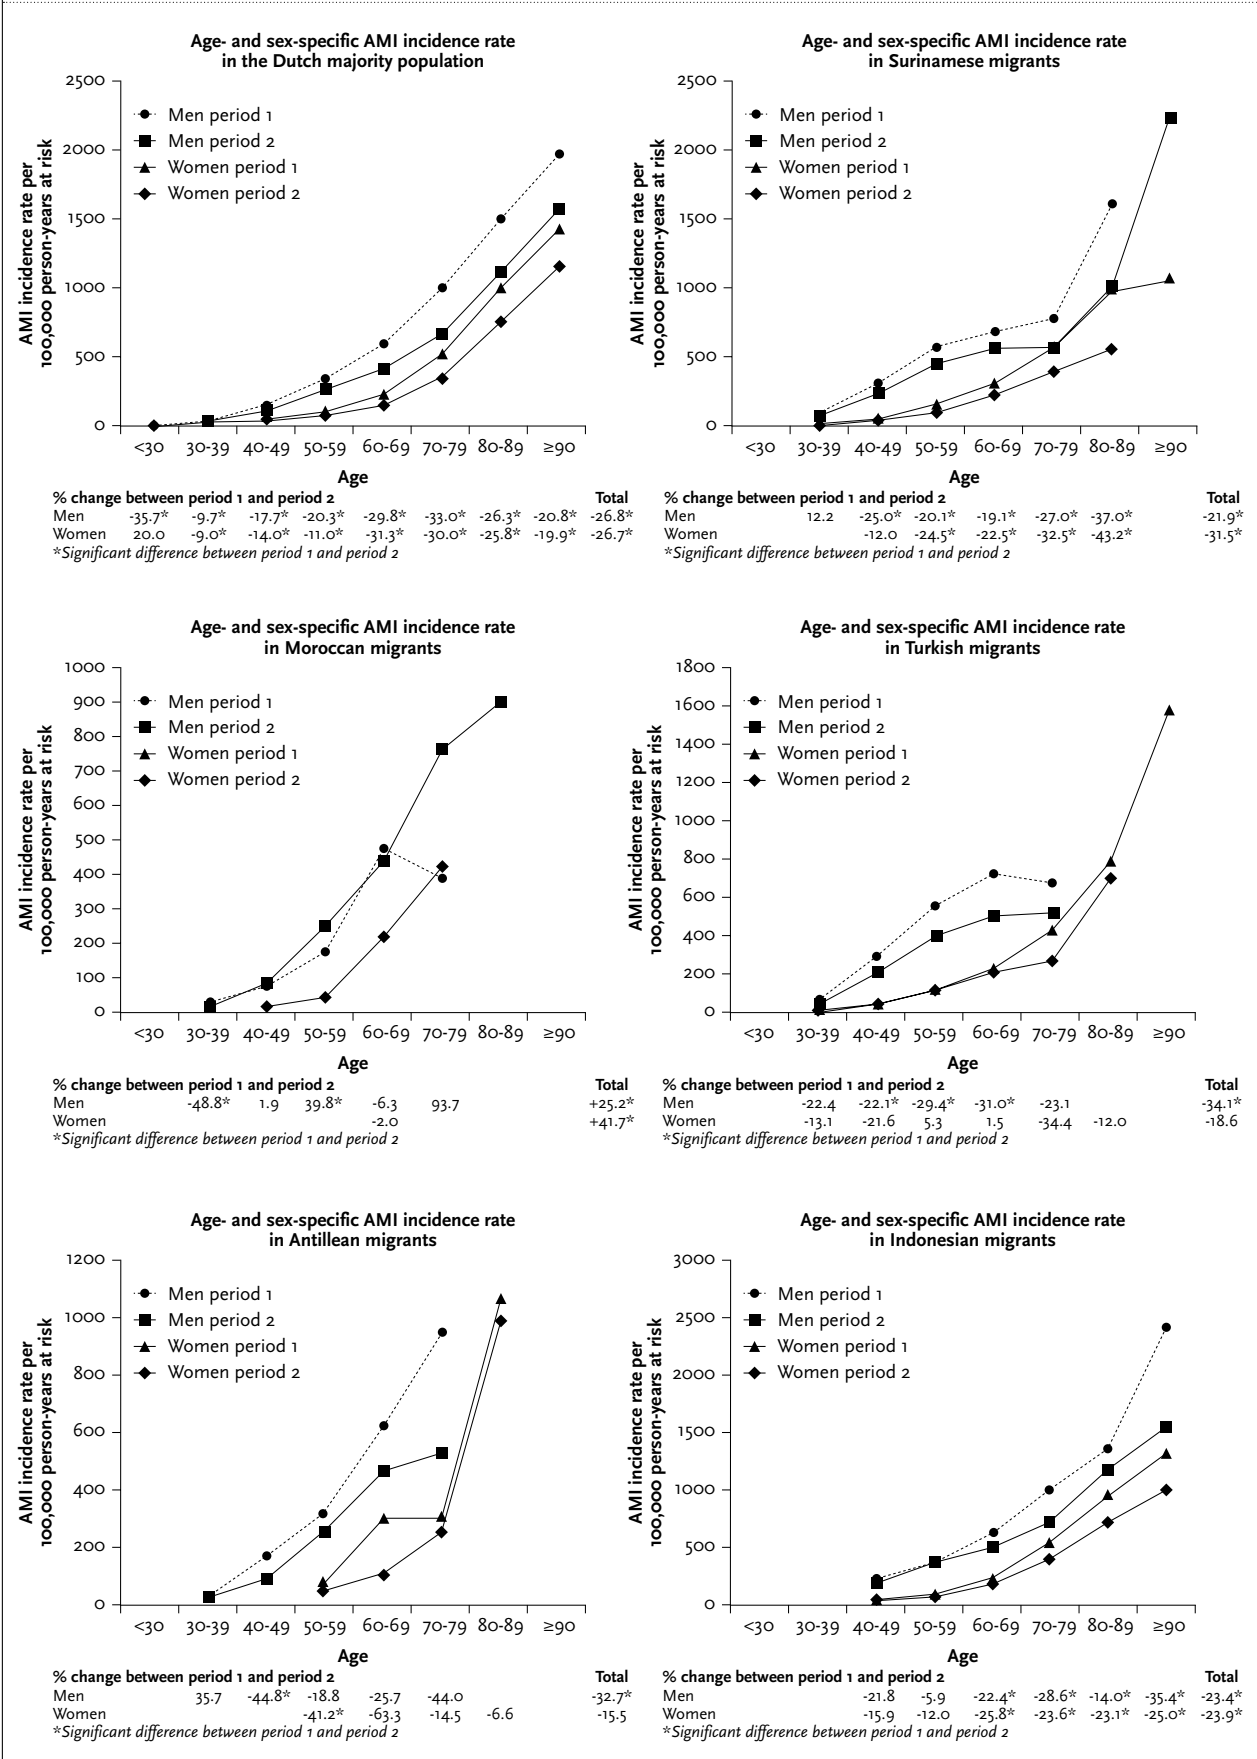 Age- and sex-specific AMI incidence rate
in the Dutch majority population
2500
2000
1500
1000
500
0
AMI incidence rate per
100,000 person-years at risk
Men period 1
Men period 2
Women period 1
Women period 2
<30 30-39 40-49 50-59 60-69 70-79 80-89 ≥90
Age
% change between period 1 and period 2 Total
Men -35.7* -9.7* -17.7* -20.3* -29.8* -33.0* -26.3* -20.8* -26.8*
Women 20.0 -9.0* -14.0* -11.0* -31.3* -30.0* -25.8* -19.9* -26.7*
*Significant difference between period 1 and period 2
Age- and sex-specific AMI incidence rate
in Surinamese migrants
2500
2000
1500
1000
500
0
AMI incidence rate per
100,000 person-years at risk
Men period 1
Men period 2
Women period 1
Women period 2
<30 30-39 40-49 50-59 60-69 70-79 80-89 ≥90
Age
% change between period 1 and period 2 Total
Men 12.2 -25.0* -20.1* -19.1* -27.0* -37.0* -21.9*
Women -12.0 -24.5* -22.5* -32.5* -43.2* -31.5*
*Significant difference between period 1 and period 2
Age- and sex-specific AMI incidence rate
in Moroccan migrants
1000
900
800
700
600
500
400
300
200
100
0
AMI incidence rate per
100,000 person-years at risk
Men period 1
Men period 2
Women period 1
Women period 2
<30 30-39 40-49 50-59 60-69 70-79 80-89 ≥90
Age
% change between period 1 and period 2 Total
Men -48.8* 1.9 39.8* -6.3 93.7 +25.2*
Women -2.0 +41.7*
*Significant difference between period 1 and period 2
Age- and sex-specific AMI incidence rate
in Turkish migrants
1800
1600
1400
1200
1000
800
600
400
200
0
AMI incidence rate per
100,000 person-years at risk
Men period 1
Men period 2
Women period 1
Women period 2
<30 30-39 40-49 50-59 60-69 70-79 80-89 ≥90
Age
% change between period 1 and period 2 Total
Men -22.4 -22.1* -29.4* -31.0* -23.1 -34.1*
Women -13.1 -21.6 5.3 1.5 -34.4 -12.0 -18.6
*Significant difference between period 1 and period 2
Age- and sex-specific AMI incidence rate
in Antillean migrants
1200
1000
800
600
400
200
0
AMI incidence rate per
100,000 person-years at risk
Men period 1
Men period 2
Women period 1
Women period 2
<30 30-39 40-49 50-59 60-69 70-79 80-89 ≥90
Age
% change between period 1 and period 2 Total
Men 35.7 -44.8* -18.8 -25.7 -44.0 -32.7*
Women -41.2* -63.3 -14.5 -6.6 -15.5
*Significant difference between period 1 and period 2
Age- and sex-specific AMI incidence rate
in Indonesian migrants
3000
2500
2000
1500
1000
500
0
AMI incidence rate per
100,000 person-years at risk
Men period 1
Men period 2
Women period 1
Women period 2
<30 30-39 40-49 50-59 60-69 70-79 80-89 ≥90
Age
% change between period 1 and period 2 Total
Men -21.8 -5.9 -22.4* -28.6* -14.0* -35.4* -23.4*
Women -15.9 -12.0 -25.8* -23.6* -23.1* -25.0* -23.9*
*Significant difference between period 1 and period 2